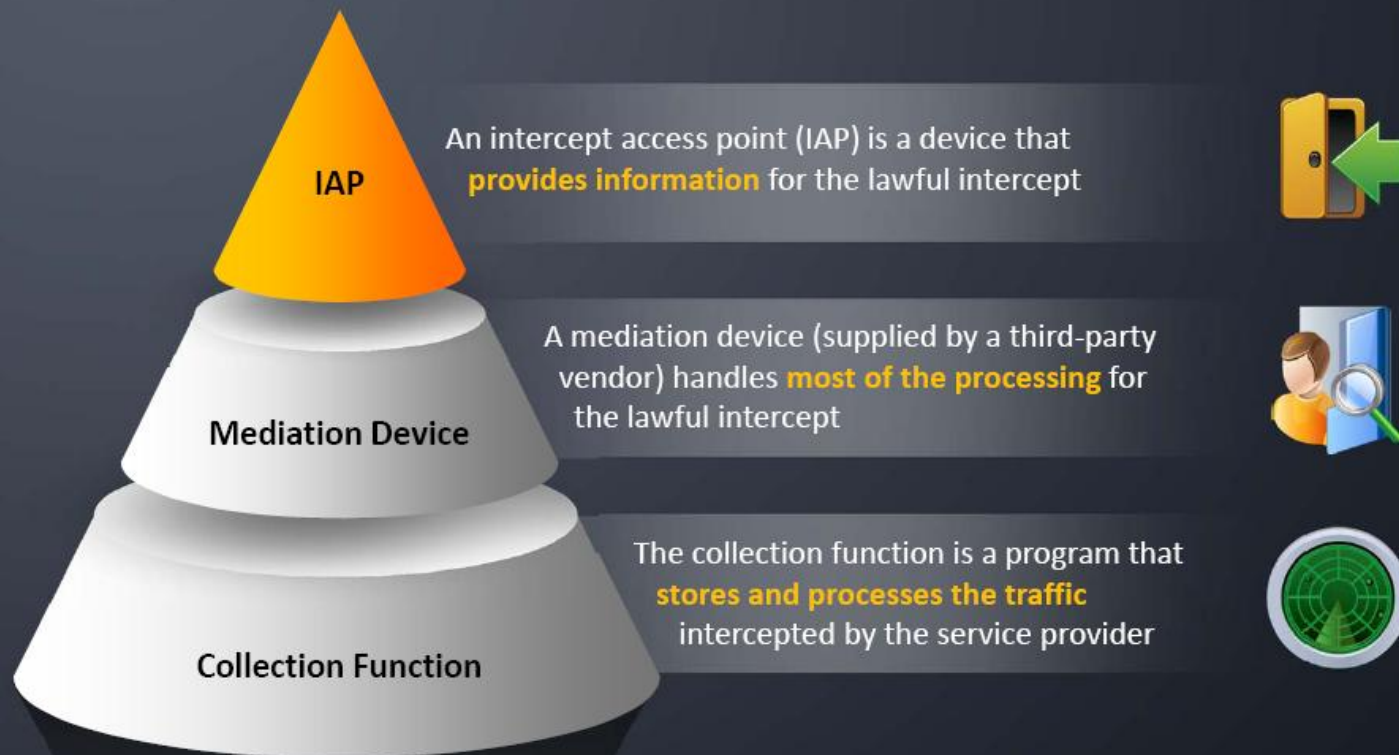 IAP
An intercept access point (IAP) is a device that
provides information for the lawful intercept
Mediation Device
A mediation device (supplied by a third-party
vendor) handles most of the processing for
the lawful intercept
Collection Function
The collection function is a program that
stores and processes the traffic
intercepted by the service provider